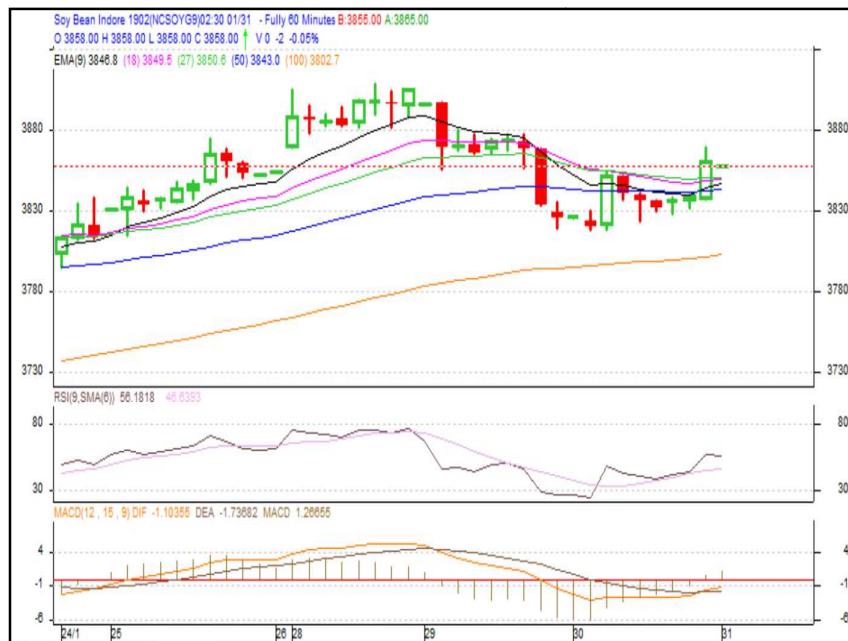 Soy Bean Indore 1902(NCSOYG9)02:30 01/31 - Fully 60 Minutes B:3855.00 A:3865.00
O 3858.00 H 3858.00 L 3858.00 C 3858.00 V 0 -2 -0.05%
EMA(9) 3846.8 (18) 3849.5 (27) 3850.6 (50) 3843.0 (100) 3802.7
3880 3880
3830 3830
3780 3780
3730 3730
RSI(9,SMA(6)) 56.1818 46.6393
80 80
30 30
MACD(12 , 15 , 9) DIF -1.10355 DEA -1.73682 MACD 1.26655
4 4
-1 -1
-6 -6
24/1 25 26 28 29 30 31